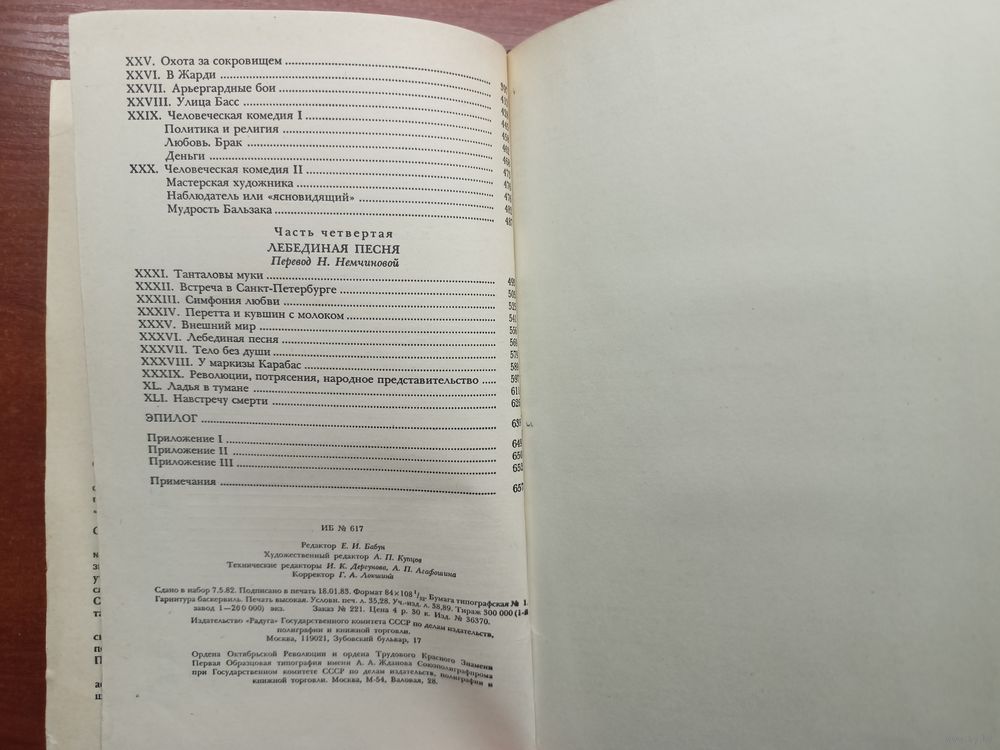 XXV. Охота за сокровищем
XXVI. В Жарди
XXVII. Арьергардные бои
XXVIII. Улица Басс
XXIX. Человеческая комедия I
Политика и религия
Любовь. Брак
Деньги
XXX. Человеческая комедия II
Мастерская художника
Наблюдатель или «ясновидящий»
Мудрость Бальзака
Часть четвертая
ЛЕБЕДИНАЯ ПЕСНЯ
Перевод Н. Немчиновой
XXXI. Танталовы муки
XXXII. Встреча в Санкт-Петербурге
XXXIII. Симфония любви
XXXIV. Перетта и кувшин с молоком
XXXV. Внешний мир
XXXVI. Лебединая песня
XXXVII. Тело без души
XXXVIII. У маркизы Карабас
XXXIX. Революции, потрясения, народное представительство
XL. Ладья в тумане
XLI. Навстречу смерти
ЭПИЛОГ
Приложение I
Приложение II
Приложение III
Примечания 657
ИБ № 617
Редактор Е. И. Бабун
Художественный редактор А. П. Купцов
Технические редакторы И. К. Дергунова, А. П. Агафошина
Корректор Г. А. Локшина
Сдано в набор 7.5.82. Подписано в печать 18.01.83. Формат 84×108 1/32. Бумага типографская № 1.
Гарнитура баскервиль. Печать высокая. Условн. печ. л. 35,28. Уч.-изд. л. 38,89. Тираж 300 000 (1-й
завод 1—200 000) экз. Заказ № 221. Цена 4 р. 30 к. Изд. № 36370.
Издательство «Радуга» Государственного комитета СССР по делам издательств,
полиграфии и книжной торговли.
Москва, 119021, Зубовский бульвар, 17
Ордена Октябрьской Революции и ордена Трудового Красного Знамени
Первая Образцовая типография имени А. А. Жданова Союзполиграфпрома
при Государственном комитете СССР по делам издательств, полиграфии и
книжной торговли. Москва, М-54, Валовая, 28.